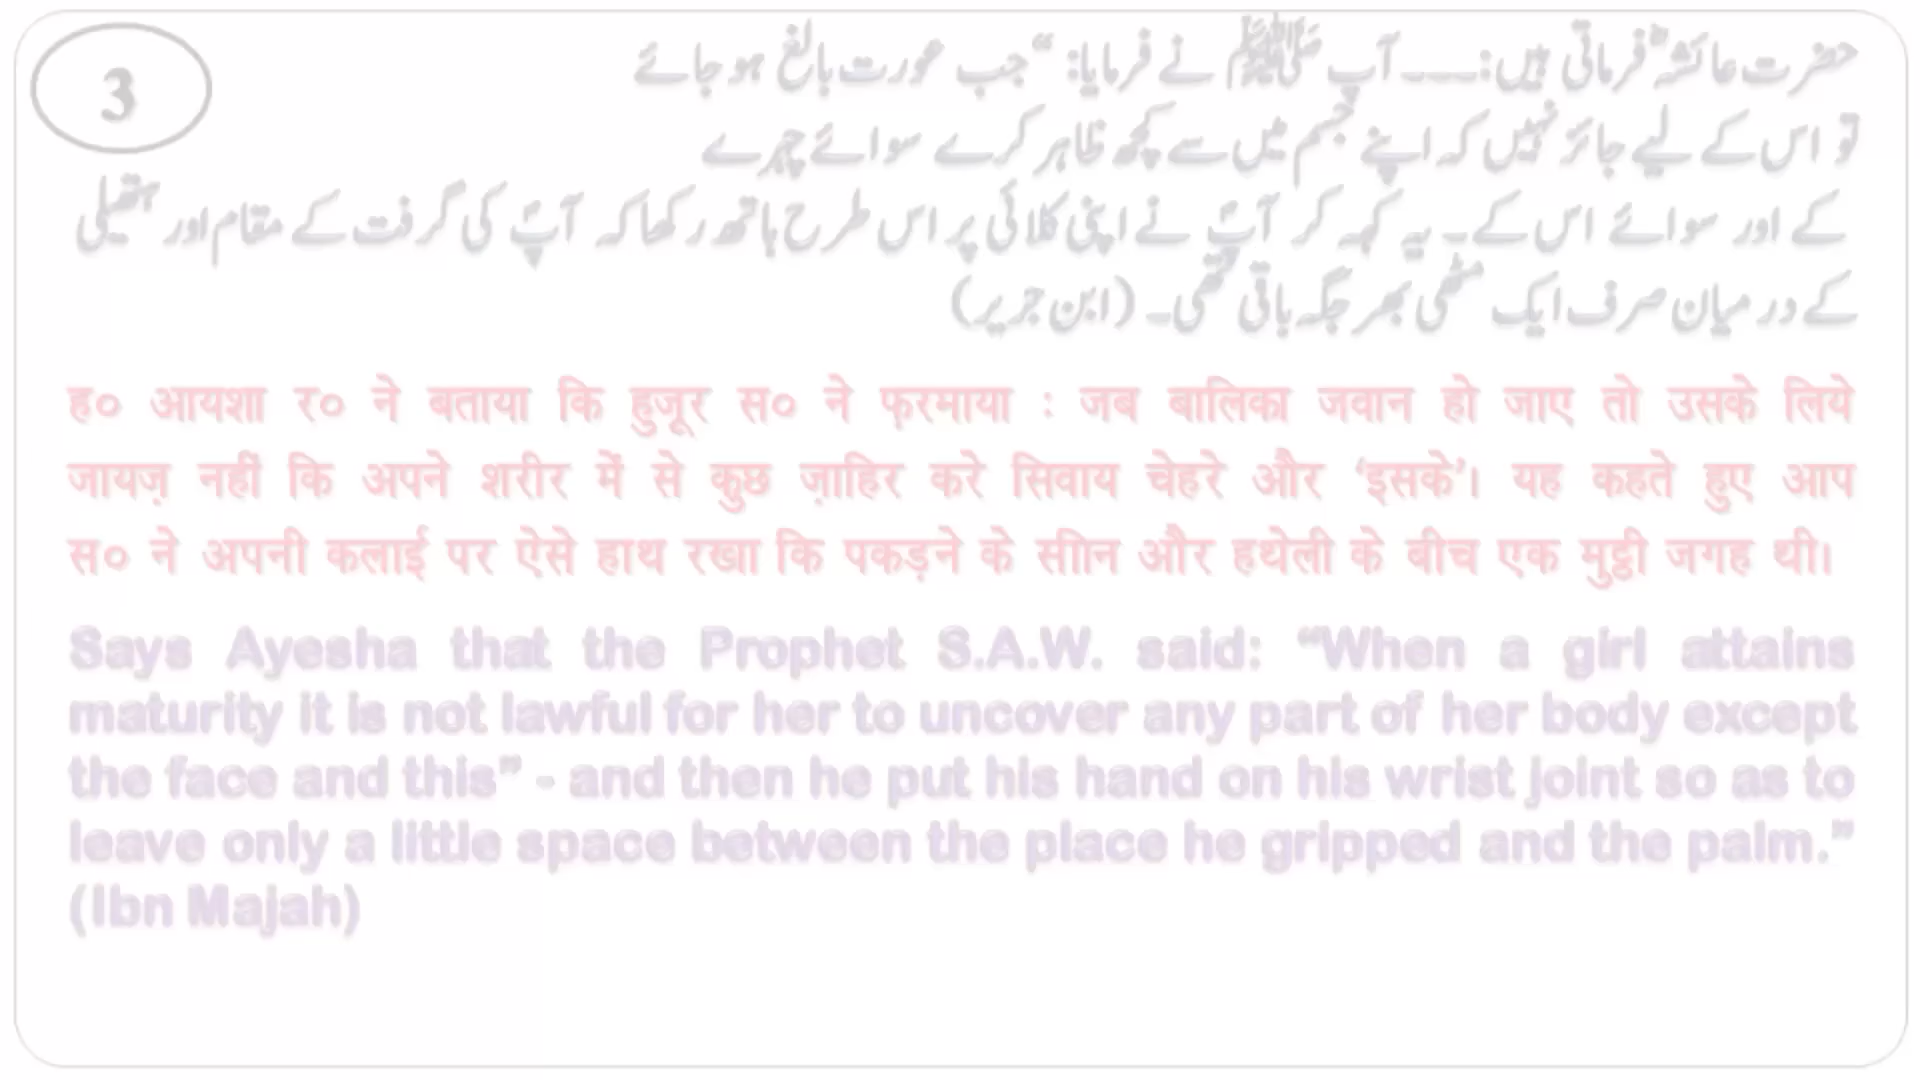 3
حضرت عائشہؓ فرماتی ہیں:۔۔۔ آپ ﷺ نے فرمایا: “جب عورت بالغ ہو جائے
تو اس کے لیے جائز نہیں کہ اپنے جسم میں سے کچھ ظاہر کرے سوائے چہرے
کے اور سوائے اس کے۔ یہ کہہ کر آپؐ نے اپنی کلائی پر اس طرح ہاتھ رکھا کہ آپؐ کی گرفت کے مقام اور ہتھیلی
کے درمیان صرف ایک مٹھی بھر جگہ باقی تھی۔ (ابن جریر)
ह० आयशा र० ने बताया कि हुजूर स० ने फ़रमाया : जब बालिका जवान हो जाए तो उसके लिये
जायज़ नहीं कि अपने शरीर में से कुछ ज़ाहिर करे सिवाय चेहरे और ‘इसके’। यह कहते हुए आप
स० ने अपनी कलाई पर ऐसे हाथ रखा कि पकड़ने के सीान और हथेली के बीच एक मुट्ठी जगह थी।
Says Ayesha that the Prophet S.A.W. said: “When a girl attains
maturity it is not lawful for her to uncover any part of her body except
the face and this” - and then he put his hand on his wrist joint so as to
leave only a little space between the place he gripped and the palm.”
(Ibn Majah)